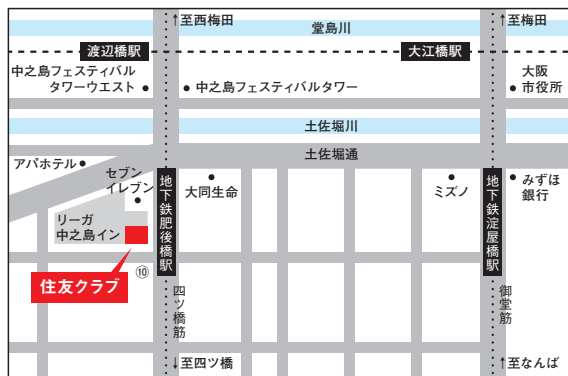 ↑至西梅田
↑至梅田
堂島川
渡辺橋駅
大江橋駅
中之島フェスティバル
タワーウエスト
中之島フェスティバルタワー
大阪
市役所
土佐堀川
土佐堀通
アパホテル
セブン
イレブン
地下鉄肥後橋駅
大同生命
ミズノ
地下鉄淀屋橋駅
みずほ
銀行
リーガ
中之島イン
⑩
住友クラブ
四ツ橋筋
御堂筋
↓至四ツ橋
↑至なんば